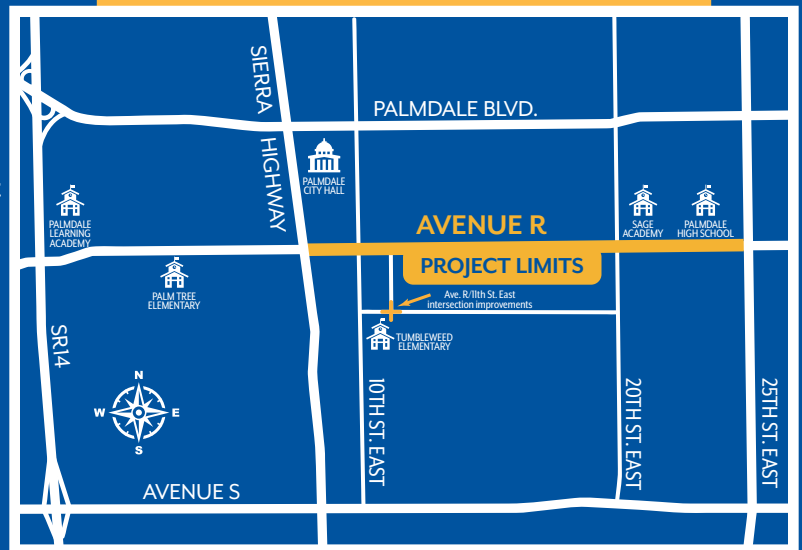 SIERRA
HIGHWAY
PALMDALE BLVD.
PALMDALE
CITY HALL
PALMDALE
LEARNING
ACADEMY
AVENUE R
SAGE
ACADEMY
PALMDALE
HIGH SCHOOL
PROJECT LIMITS
PALM TREE
ELEMENTARY
Ave. R/11th St. East
intersection improvements
TUMBLEWEED
ELEMENTARY
SR14
N
W
E
S
10TH ST. EAST
20TH ST. EAST
25TH ST. EAST
AVENUE S